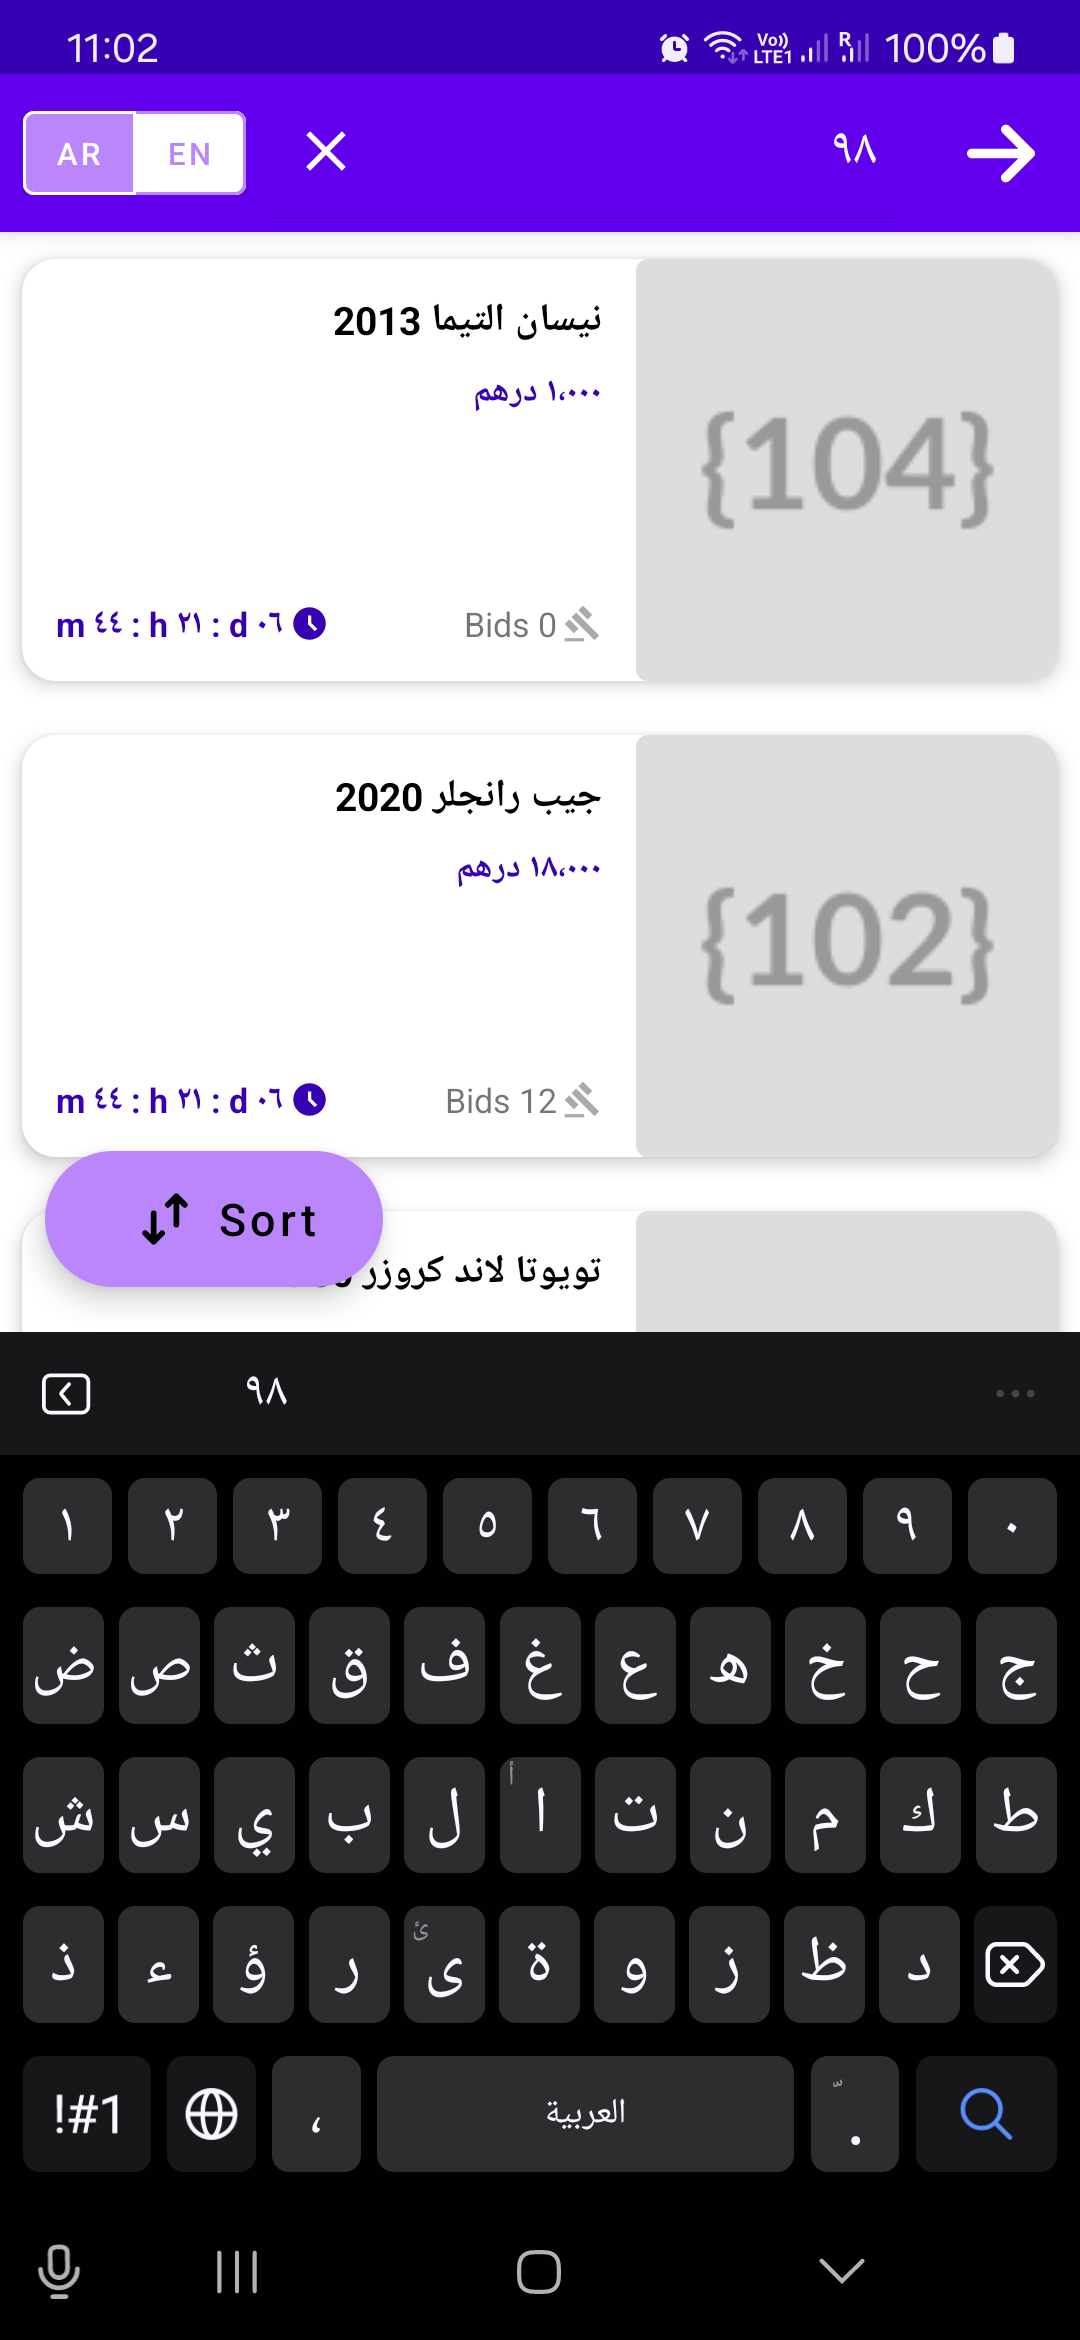 11:02 Vo)) LTE1 R 100%
AR EN ٩٨
نيسان التيما 2013
١،٠٠٠ درهم
{104}
Bids 0
٠٦ d : ٢١ h : ٤٤ m
جيب رانجلر 2020
١٨،٠٠٠ درهم
{102}
Bids 12
٠٦ d : ٢١ h : ٤٤ m
Sort
تويوتا لاند كروزر
٩٨
١ ٢ ٣ ٤ ٥ ٦ ٧ ٨ ٩ ٠
ض ص ث ق ف غ ع ه خ ح ج
ش س ي ب ل ا أ ت ن م ك ط
ذ ء ؤ ر ى ئ ة و ز ظ د
!#1 ، العربية .